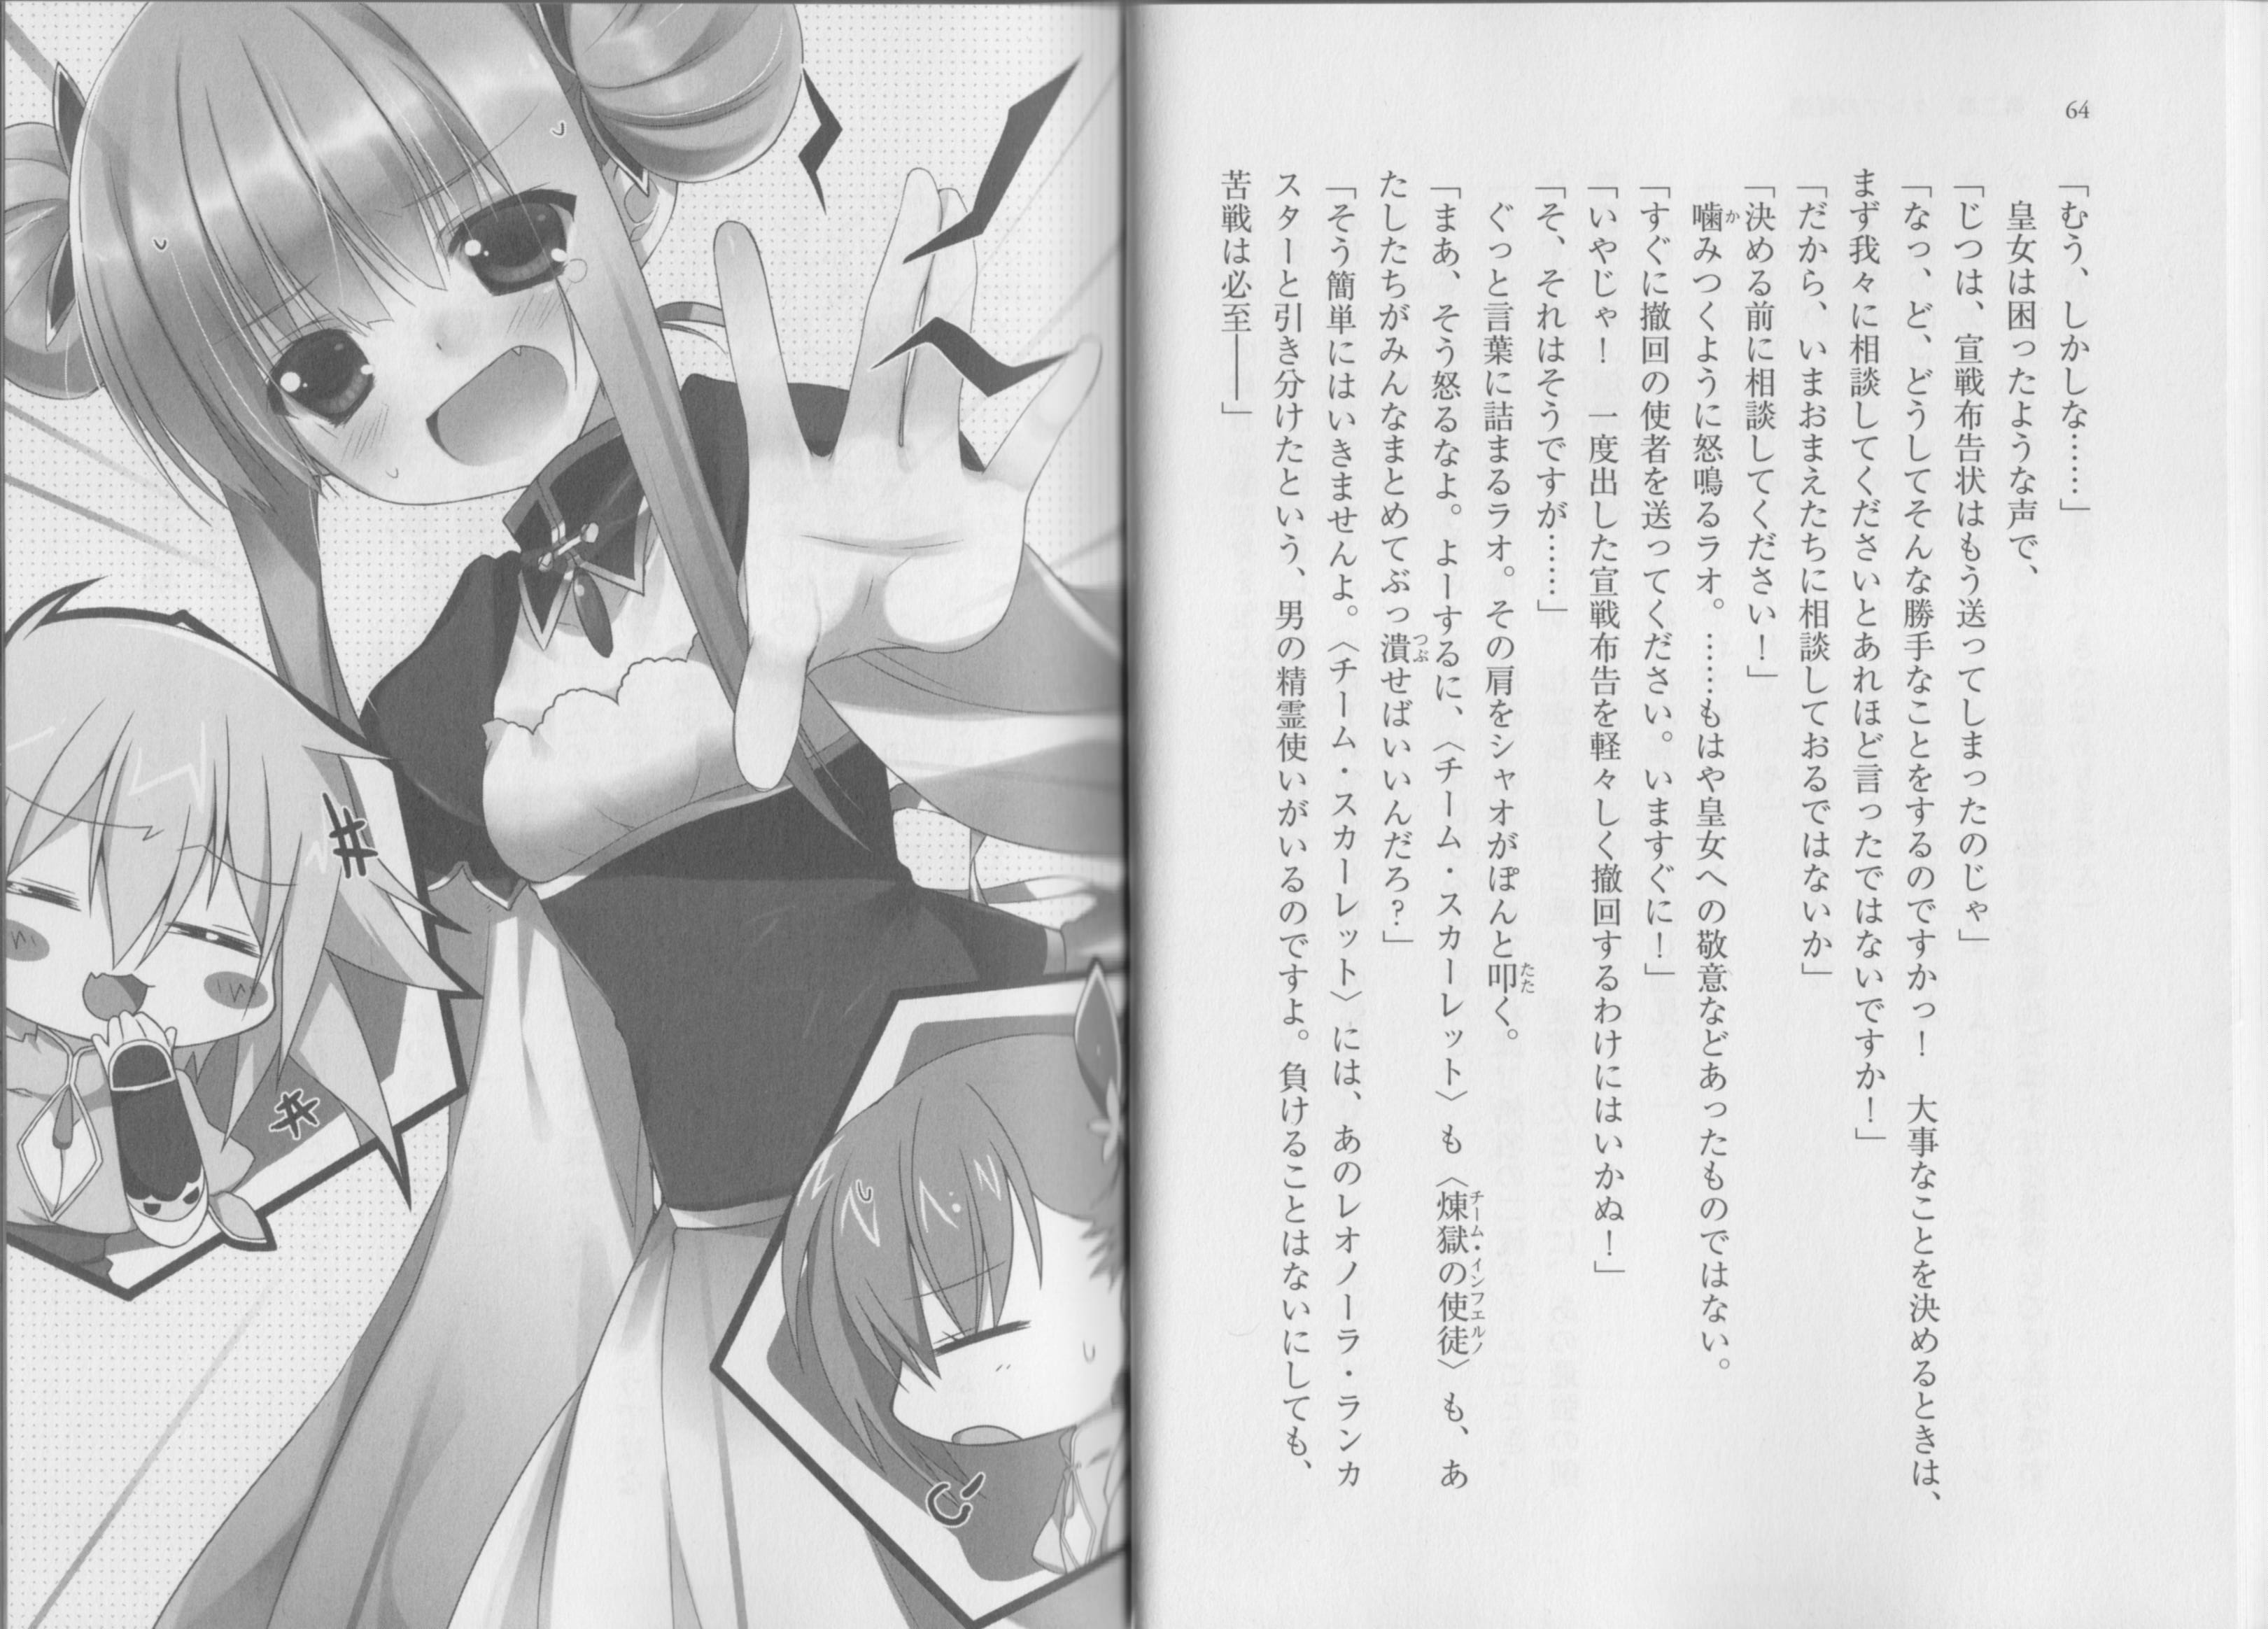 64
「むう、しかしな……」
皇女は困ったような声で、
「じつは、宣戦布告状はもう送ってしまったのじゃ」
「なっ、ど、どうしてそんな勝手なことをするのですかっ！　大事なことを決めるときは、
まず我々に相談してくださいとあれほど言ったではないですか！」
「だから、いまおまえたちに相談しておるではないか」
「決める前に相談してください！」
噛みつくように怒鳴るラオ。……もはや皇女への敬意などあったものではない。
「すぐに撤回の使者を送ってください。いますぐに！」
「いやじゃ！　一度出した宣戦布告を軽々しく撤回するわけにはいかぬ！」
「そ、それはそうですが……」
ぐっと言葉に詰まるラオ。その肩をシャオがぽんと叩く。
「まあ、そう怒るなよ。よーするに、〈チーム・スカーレット〉も〈煉獄の使徒〉も、あ
たしたちがみんなまとめてぶっ潰せばいいんだろ？」
「そう簡単にはいきませんよ。〈チーム・スカーレット〉には、あのレオノーラ・ランカ
スターと引き分けたという、男の精霊使いがいるのですよ。負けることはないにしても、
苦戦は必至――」